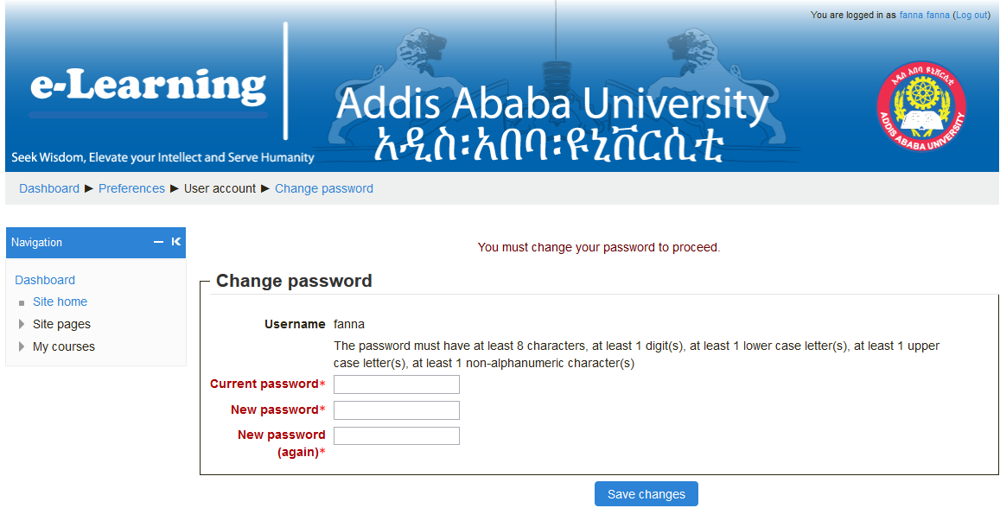 You are logged in as fanna fanna (Log out)
e-Learning
Addis Ababa University
አዲስ፡አበባ፡ዩኒቨርሲቲ
Seek Wisdom, Elevate your Intellect and Serve Humanity
አዲስ አበባ ዩኒቨርሲቲ
ADDIS ABABA UNIVERSITY
Dashboard ► Preferences ► User account ► Change password
Navigation
Dashboard
Site home
Site pages
My courses
You must change your password to proceed.
Change password
Username fanna
The password must have at least 8 characters, at least 1 digit(s), at least 1 lower case letter(s), at least 1 upper
case letter(s), at least 1 non-alphanumeric character(s)
Current password*
New password*
New password
(again)*
Save changes